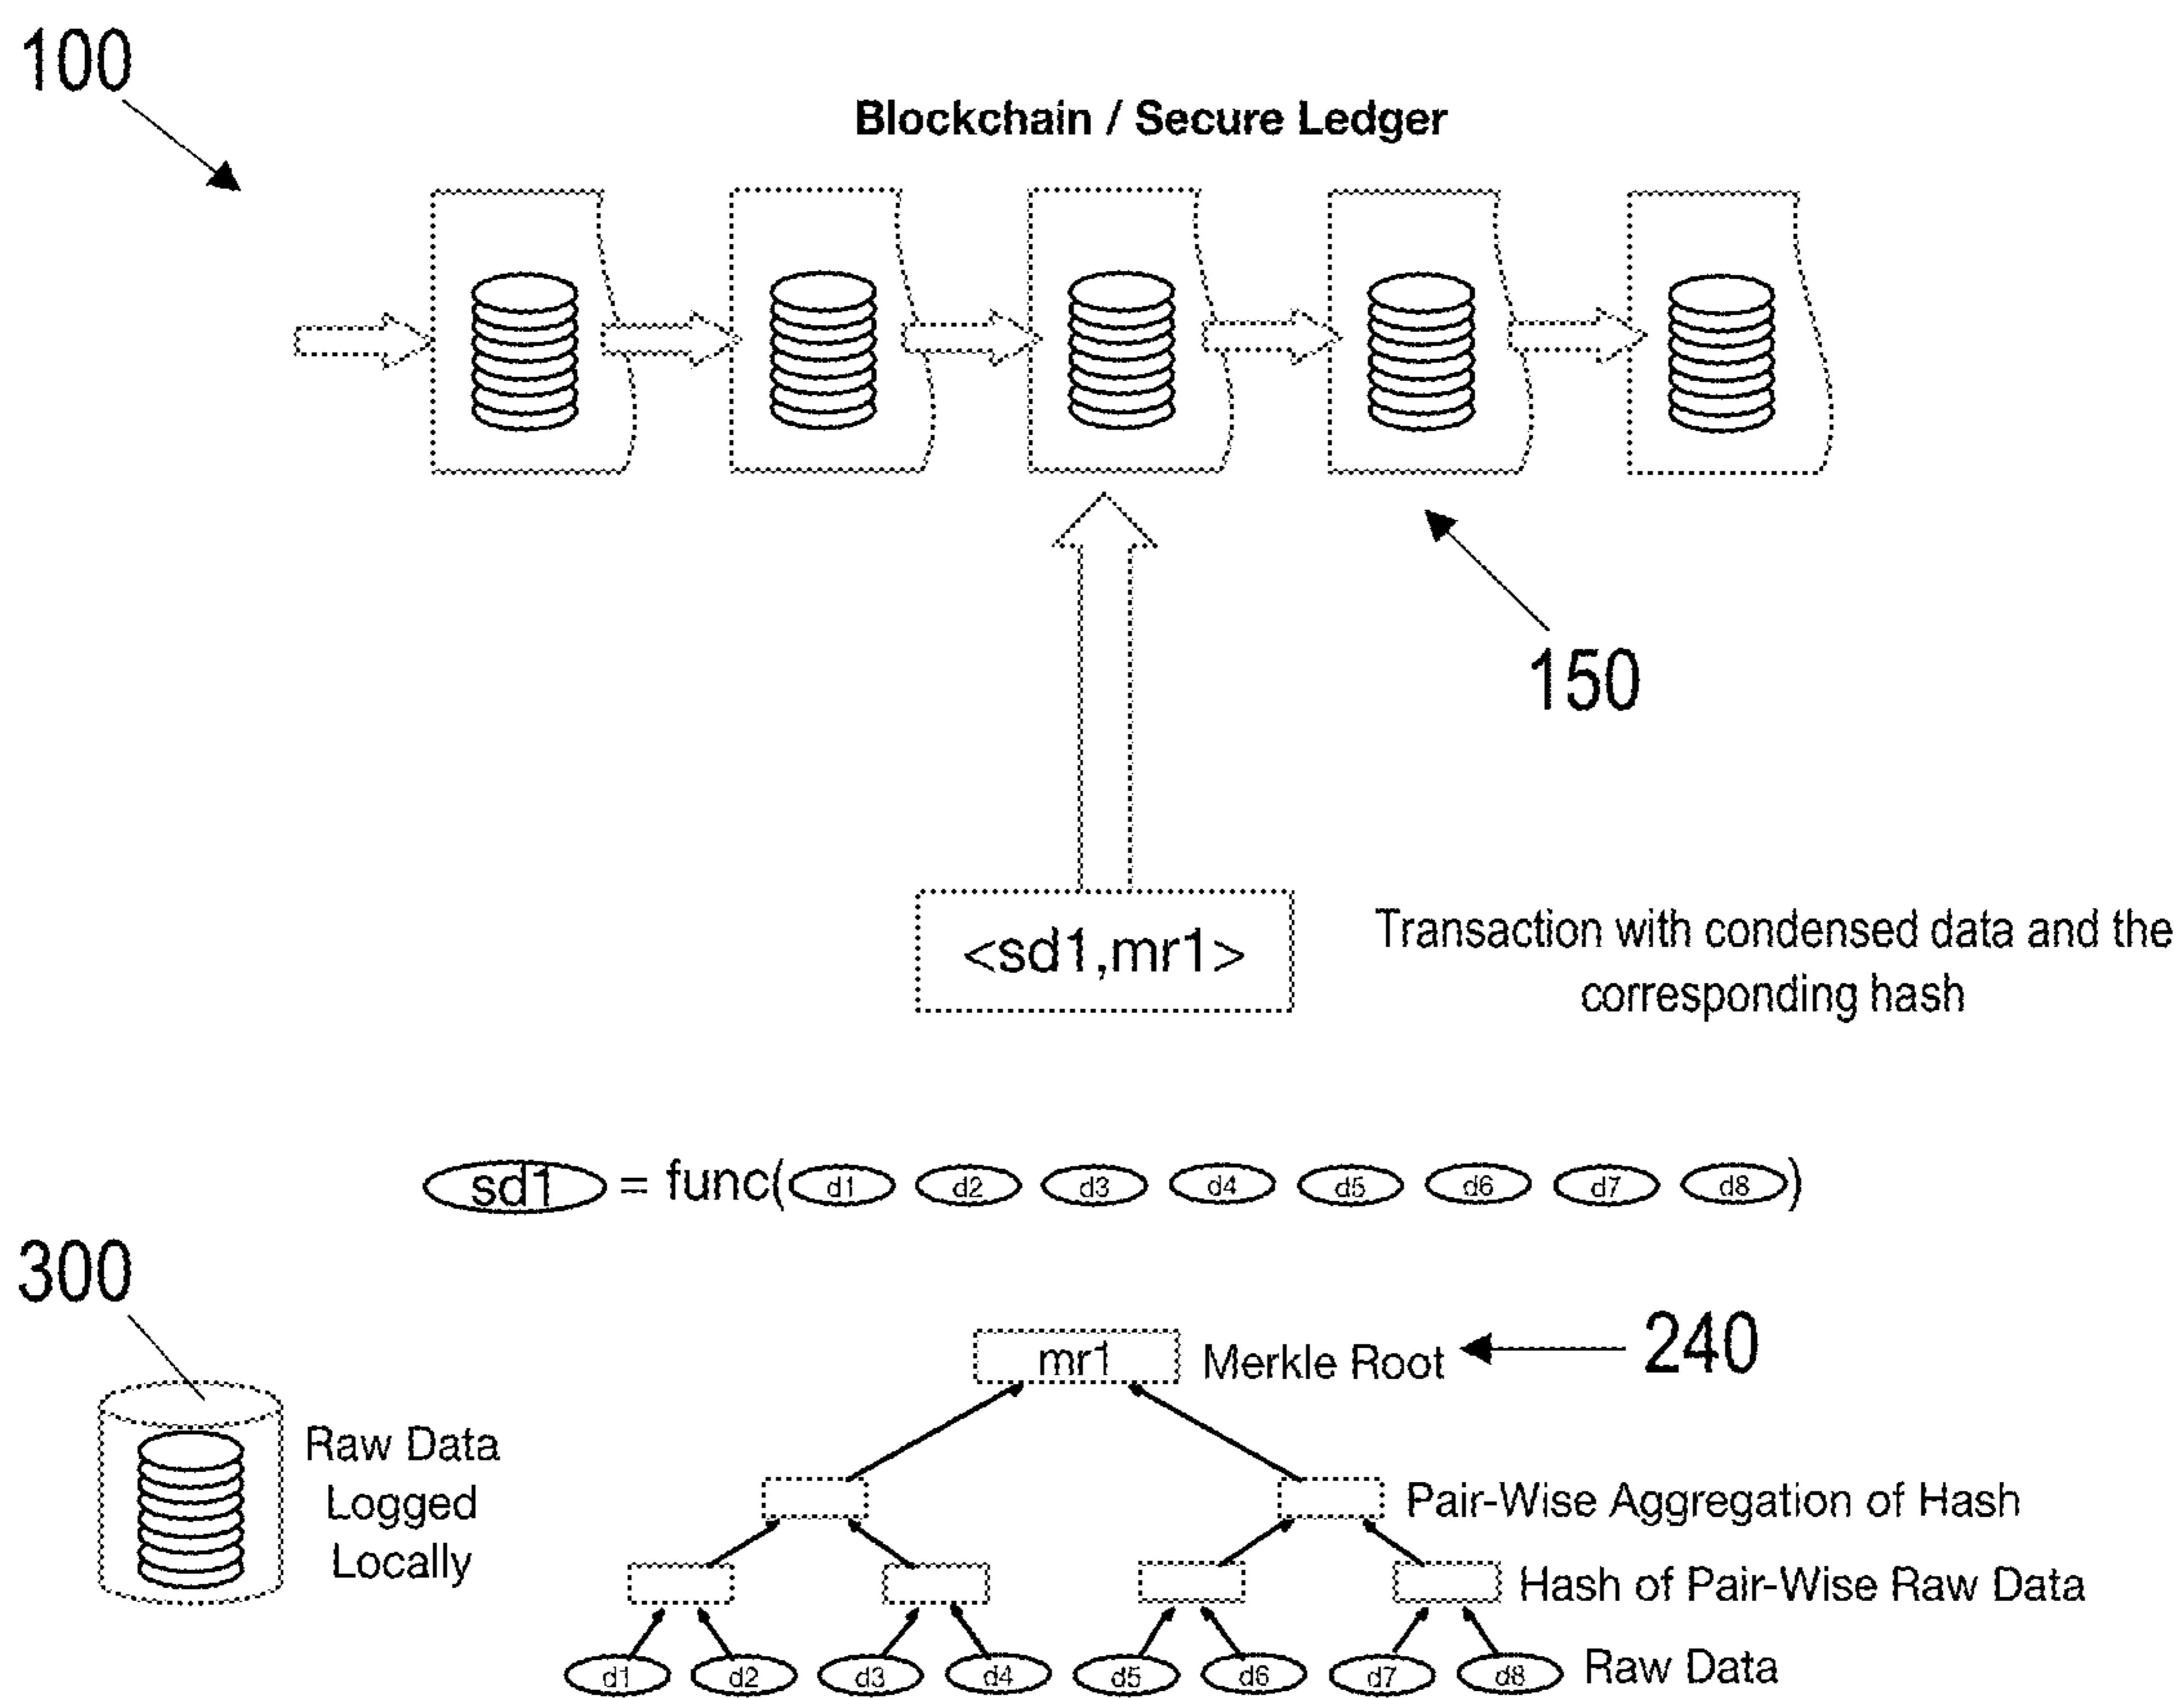 100
Blockchain / Secure Ledger
150
<sd1,mr1>
Transaction with condensed data and the
corresponding hash
sd1 = func(d1 d2 d3 d4 d5 d6 d7 d8)
300
Raw Data
Logged
Locally
mr1 Merkle Root 240
Pair-Wise Aggregation of Hash
Hash of Pair-Wise Raw Data
d1 d2 d3 d4 d5 d6 d7 d8 Raw Data